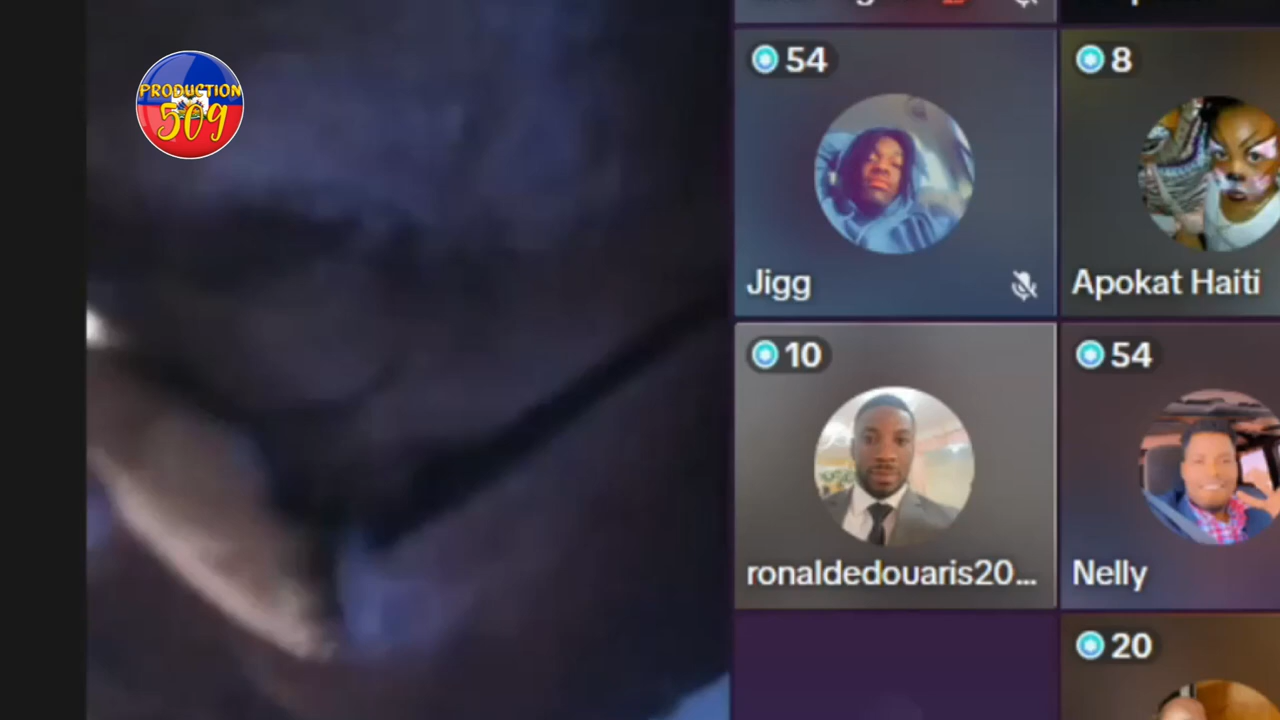 PRODUCTION
509
54
Jigg
8
Apokat Haiti
10
ronaldedouaris20...
54
Nelly
20